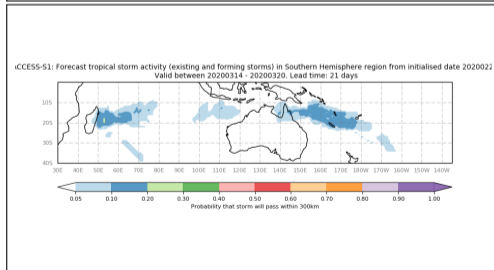 CCESS-S1: Forecast tropical storm activity (existing and forming storms) in Southern Hemisphere region from initialised date 2020022
Valid between 20200314 - 20200320. Lead time: 21 days
10S
20S
30S
40S
30E 40E 50E 60E 70E 80E 90E 100E 110E 120E 130E 140E 150E 160E 170E 180W 170W 160W 150W 140W
0.05 0.10 0.20 0.30 0.40 0.50 0.60 0.70 0.80 0.90 1.00
Probability that storm will pass within 300km